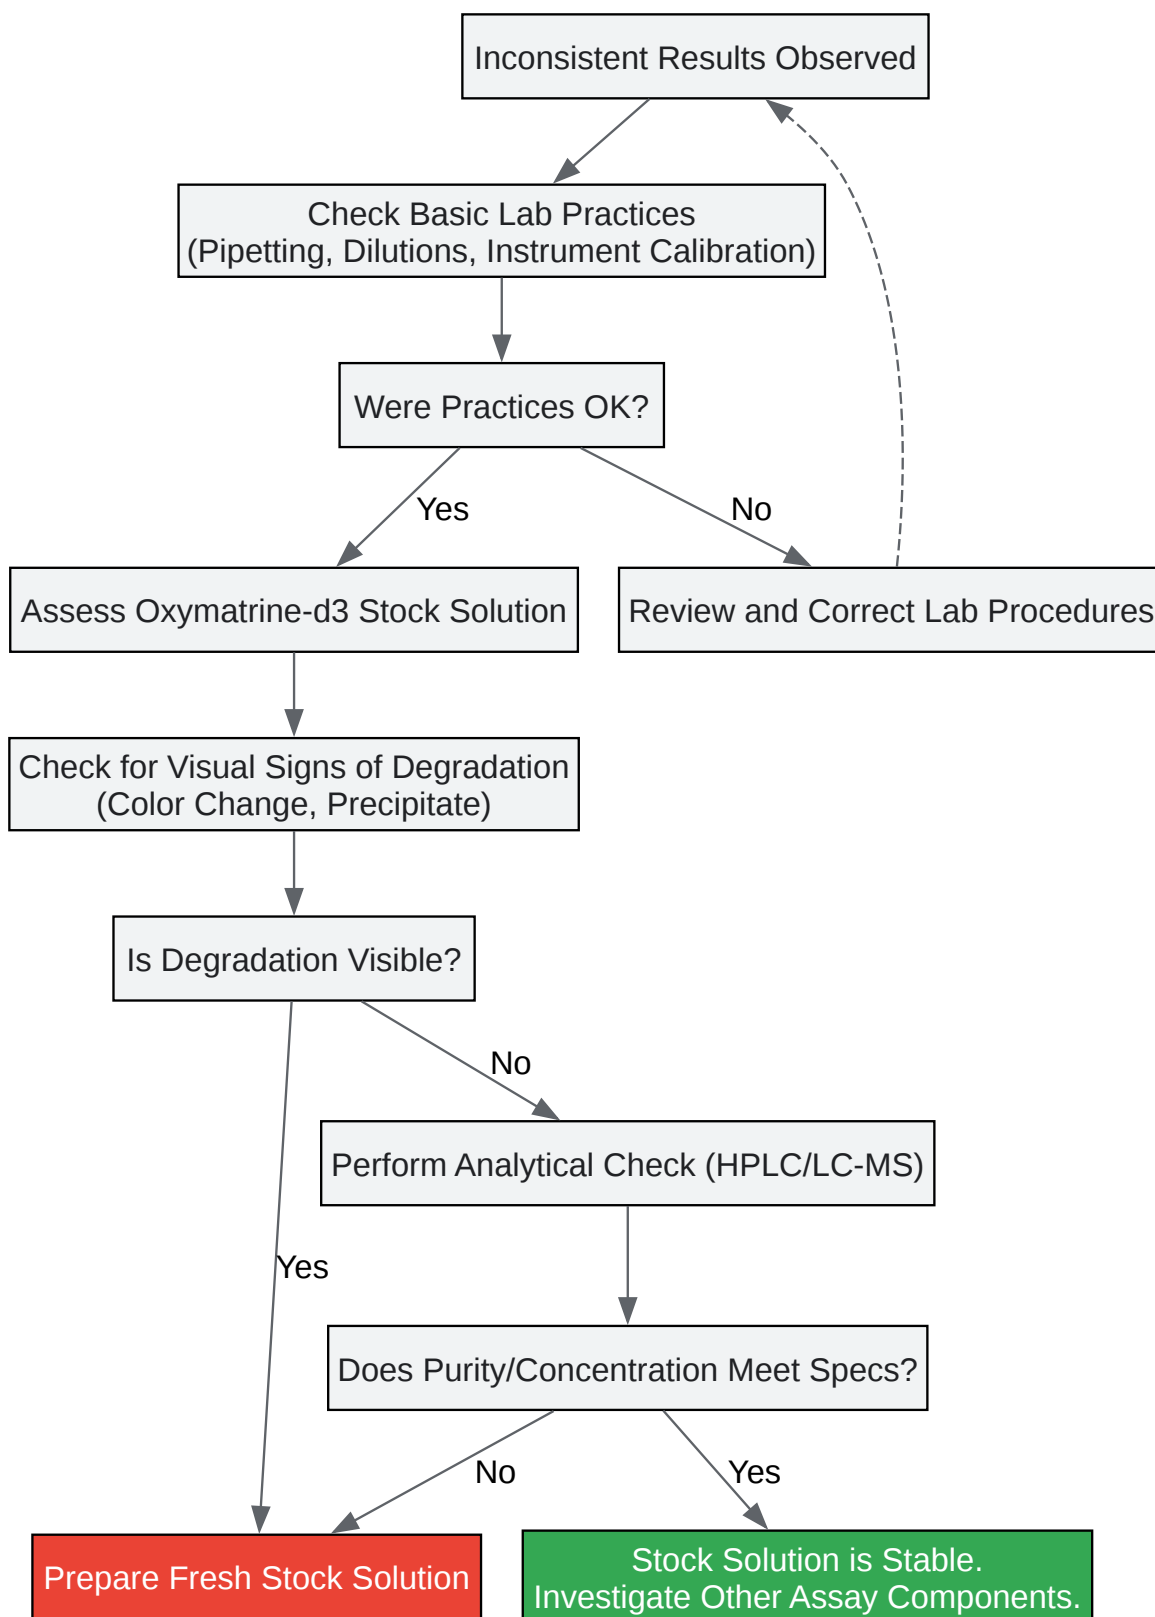 Inconsistent Results Observed
Check Basic Lab Practices
(Pipetting, Dilutions, Instrument Calibration)
Were Practices OK?
Yes
No
Assess Oxymatrine-d3 Stock Solution
Review and Correct Lab Procedures
Check for Visual Signs of Degradation
(Color Change, Precipitate)
Is Degradation Visible?
No
Perform Analytical Check (HPLC/LC-MS)
Yes
Does Purity/Concentration Meet Specs?
No
Yes
Prepare Fresh Stock Solution
Stock Solution is Stable.
Investigate Other Assay Components.